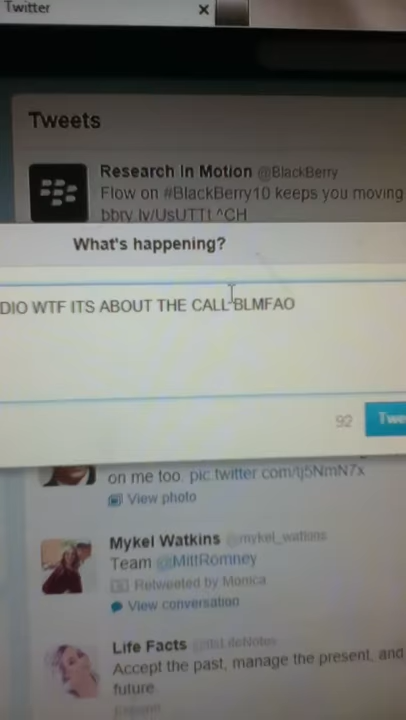 Twitter ×
Tweets
Research In Motion @BlackBerry
Flow on #BlackBerry10 keeps you moving
bbry.lv/UsUTTt ^CH
What's happening?
DIO WTF ITS ABOUT THE CALL BLMFAO
92 Twe
on me too. pic.twitter.com/tj5NmN7x
View photo
Mykel Watkins @mykel_watkins
Team @MittRomney
Retweeted by Monica
View conversation
Life Facts @ItsLifeNotes
Accept the past, manage the present, and
future.
Expand